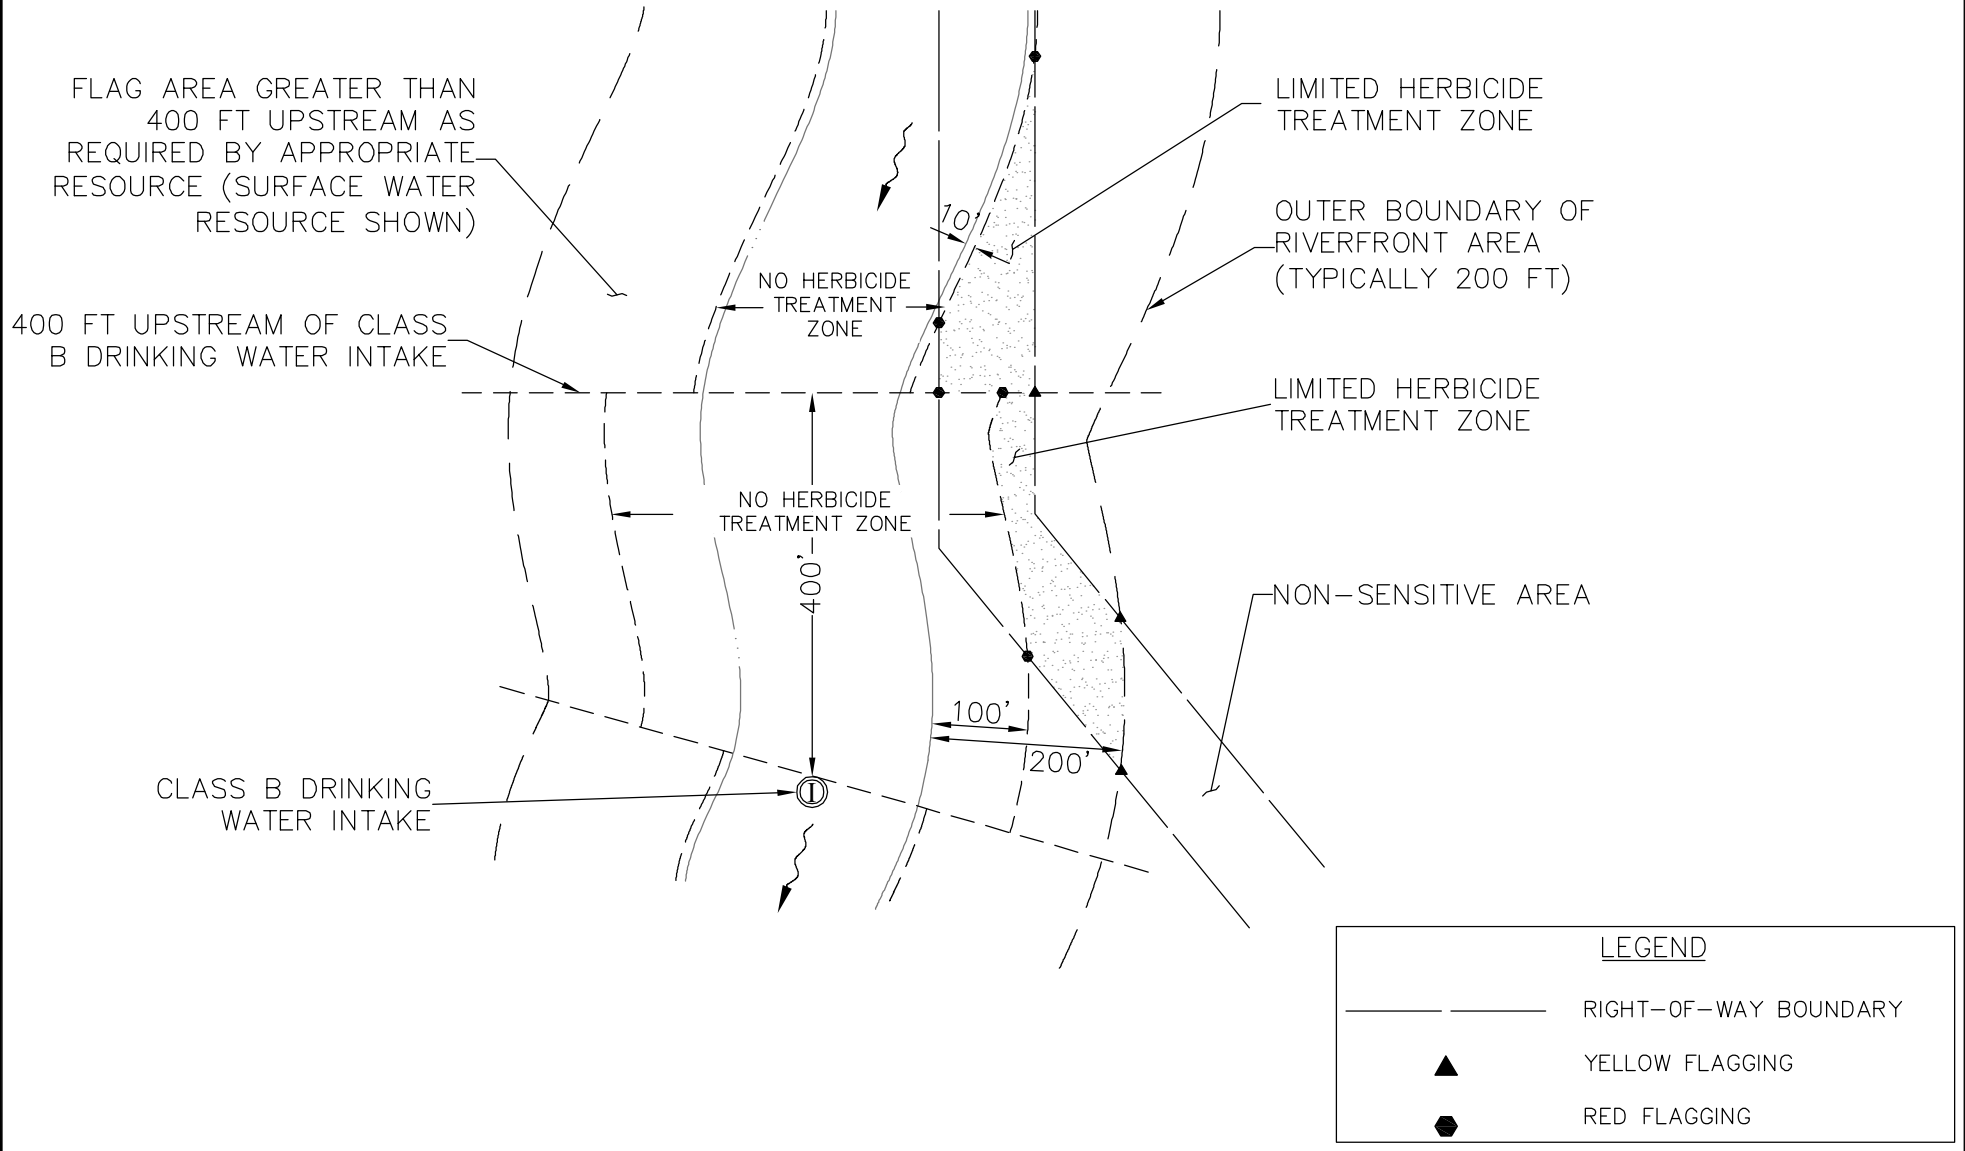 FLAG AREA GREATER THAN
400 FT UPSTREAM AS
REQUIRED BY APPROPRIATE
RESOURCE (SURFACE WATER
RESOURCE SHOWN)
LIMITED HERBICIDE
TREATMENT ZONE
10'
OUTER BOUNDARY OF
RIVERFRONT AREA
(TYPICALLY 200 FT)
NO HERBICIDE
TREATMENT
ZONE
400 FT UPSTREAM OF CLASS
B DRINKING WATER INTAKE
LIMITED HERBICIDE
TREATMENT ZONE
NO HERBICIDE
TREATMENT ZONE
400'
NON-SENSITIVE AREA
100'
200'
CLASS B DRINKING
WATER INTAKE
I
LEGEND
RIGHT-OF-WAY BOUNDARY
YELLOW FLAGGING
RED FLAGGING